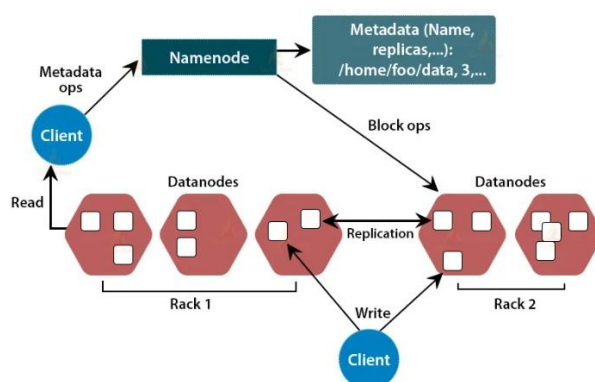 Metadata (Name,
replicas,...):
/home/foo/data, 3,...
Namenode
Metadata
ops
Client
Block ops
Read
Datanodes
Datanodes
Replication
Rack 1
Write
Rack 2
Client